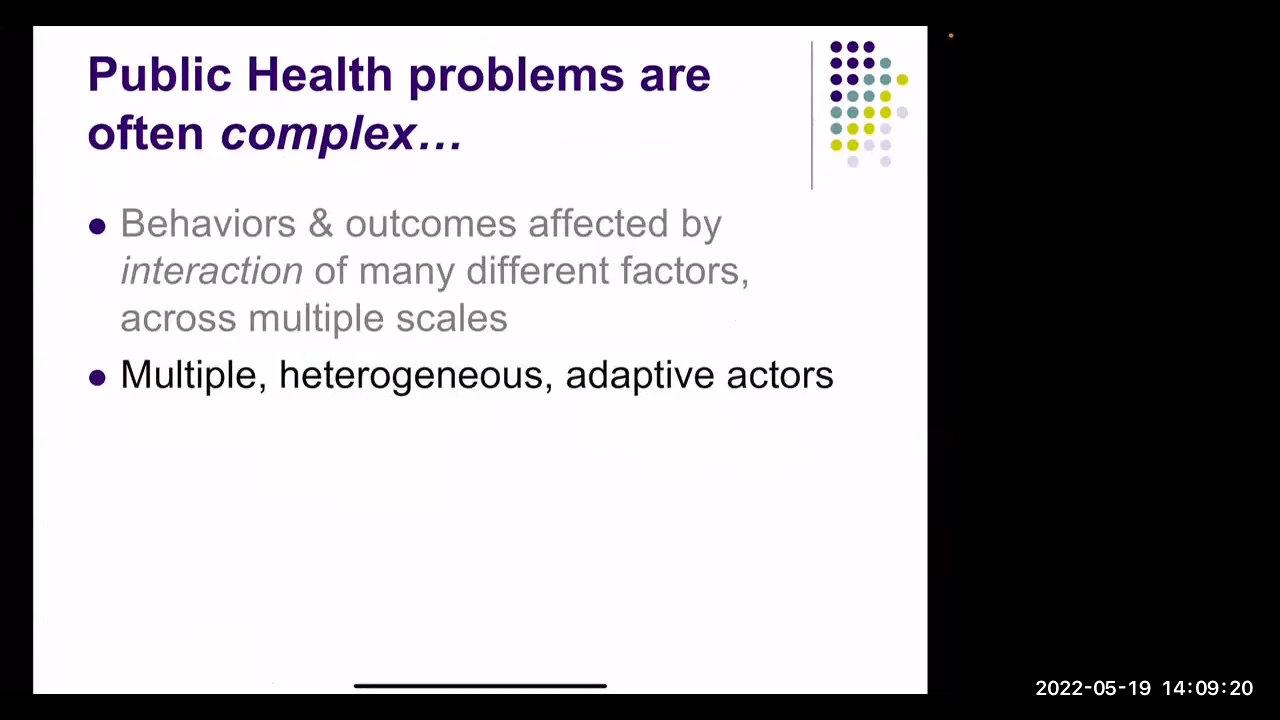 Public Health problems are
often complex…
Behaviors & outcomes affected by
interaction of many different factors,
across multiple scales
Multiple, heterogeneous, adaptive actors
2022-05-19 14:09:20